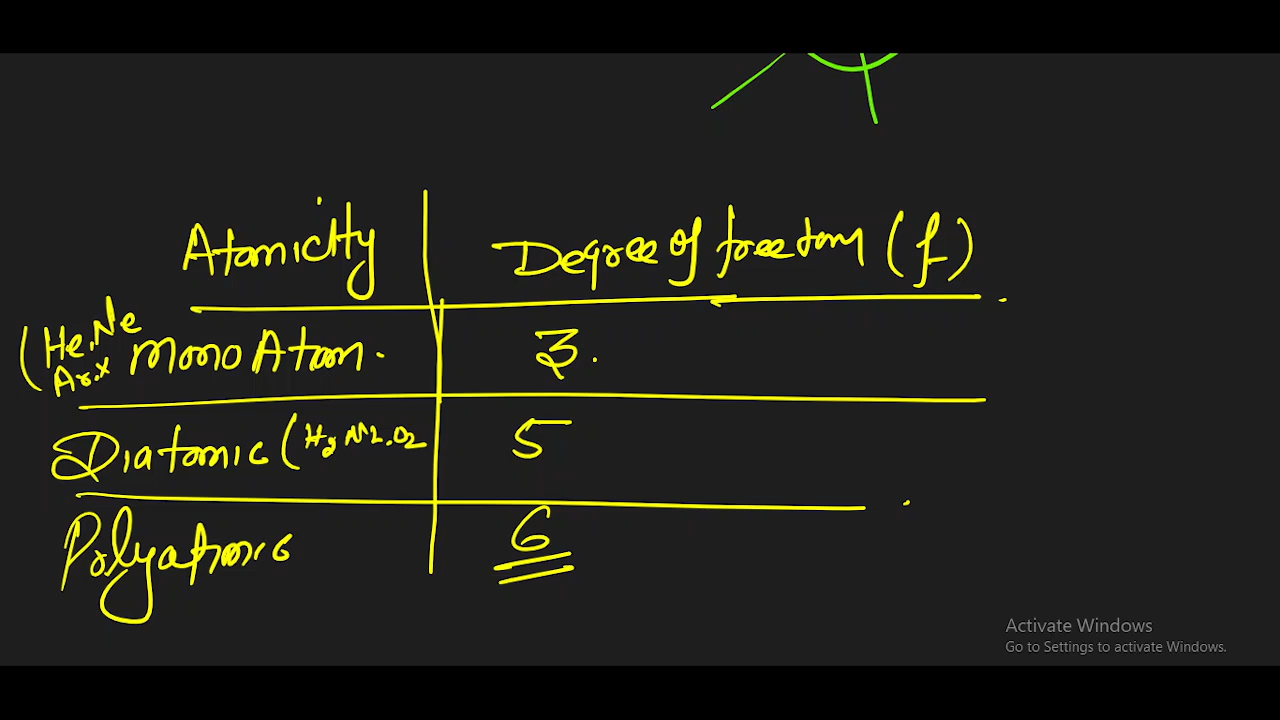 Atomicity Degree of freedom (f)
(He, Ne
Ar.x Mono Atom. 3.
Diatomic (H2 N2.O2 5
Polyatomic 6
Activate Windows
Go to Settings to activate Windows.